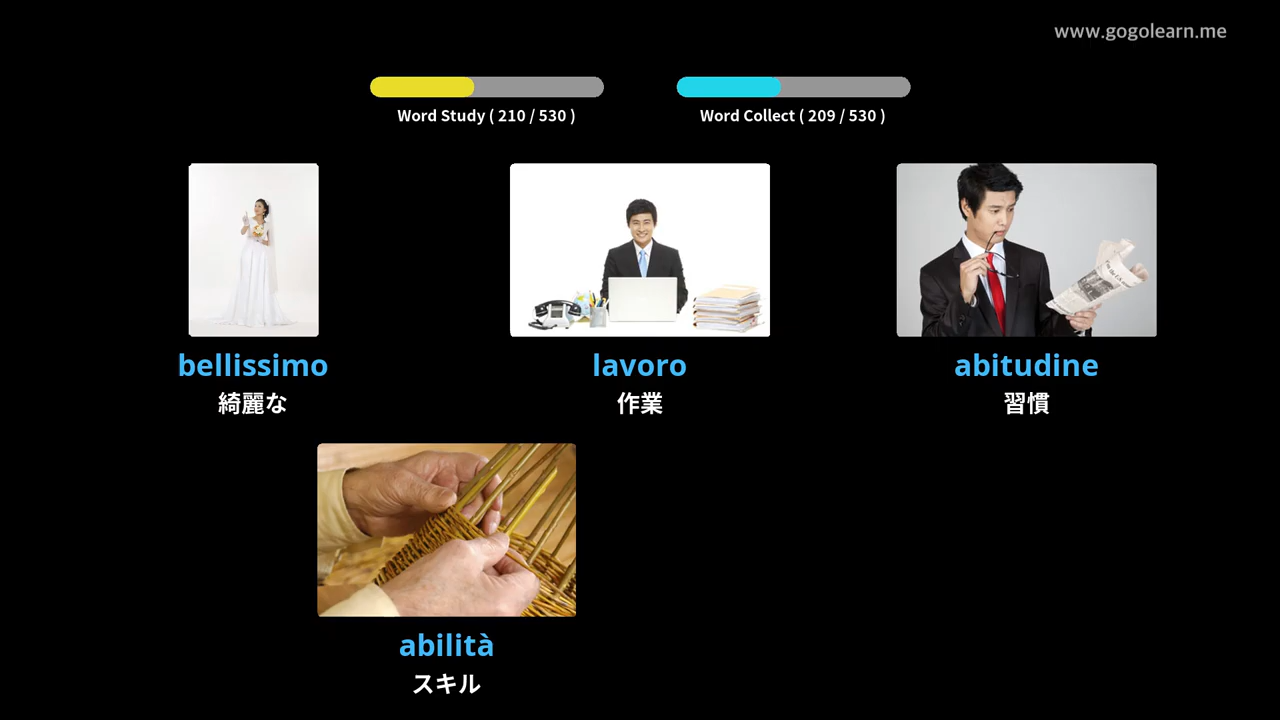 www.gogolearn.me
Word Study ( 210 / 530 )
Word Collect ( 209 / 530 )
bellissimo
綺麗な
lavoro
作業
abitudine
習慣
abilità
スキル